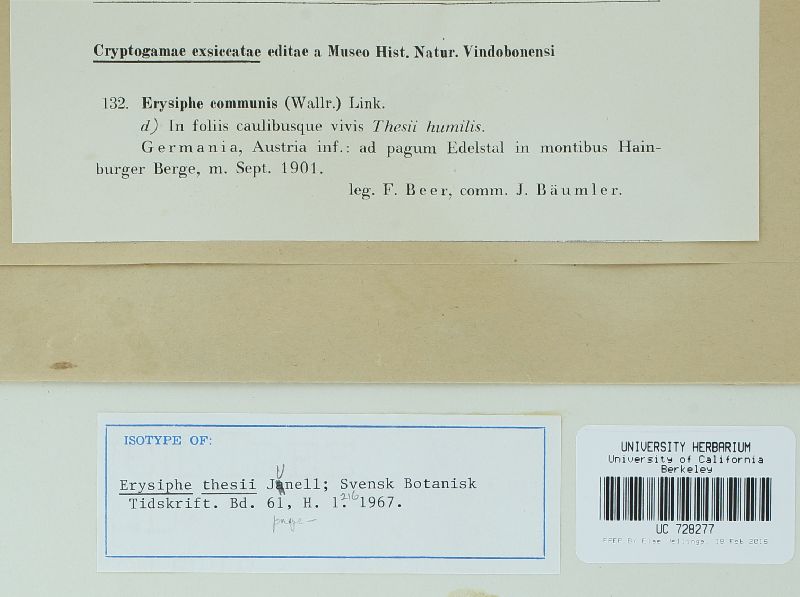 Cryptogamae exsiccatae editae a Museo Hist. Natur. Vindobonensi
132. Erysiphe communis (Wallr.) Link.
d) In foliis caulibusque vivis Thesii humilis.
Germania, Austria inf.: ad pagum Edelstal in montibus Hain-
burger Berge, m. Sept. 1901.
leg. F. Beer, comm. J. Bäumler.
ISOTYPE OF:
Erysiphe thesii Junell; Svensk Botanisk
Tidskrift. Bd. 61, H. 1. 216 1967.
page
UNIVERSITY HERBARIUM
University of California
Berkeley
UC 728277